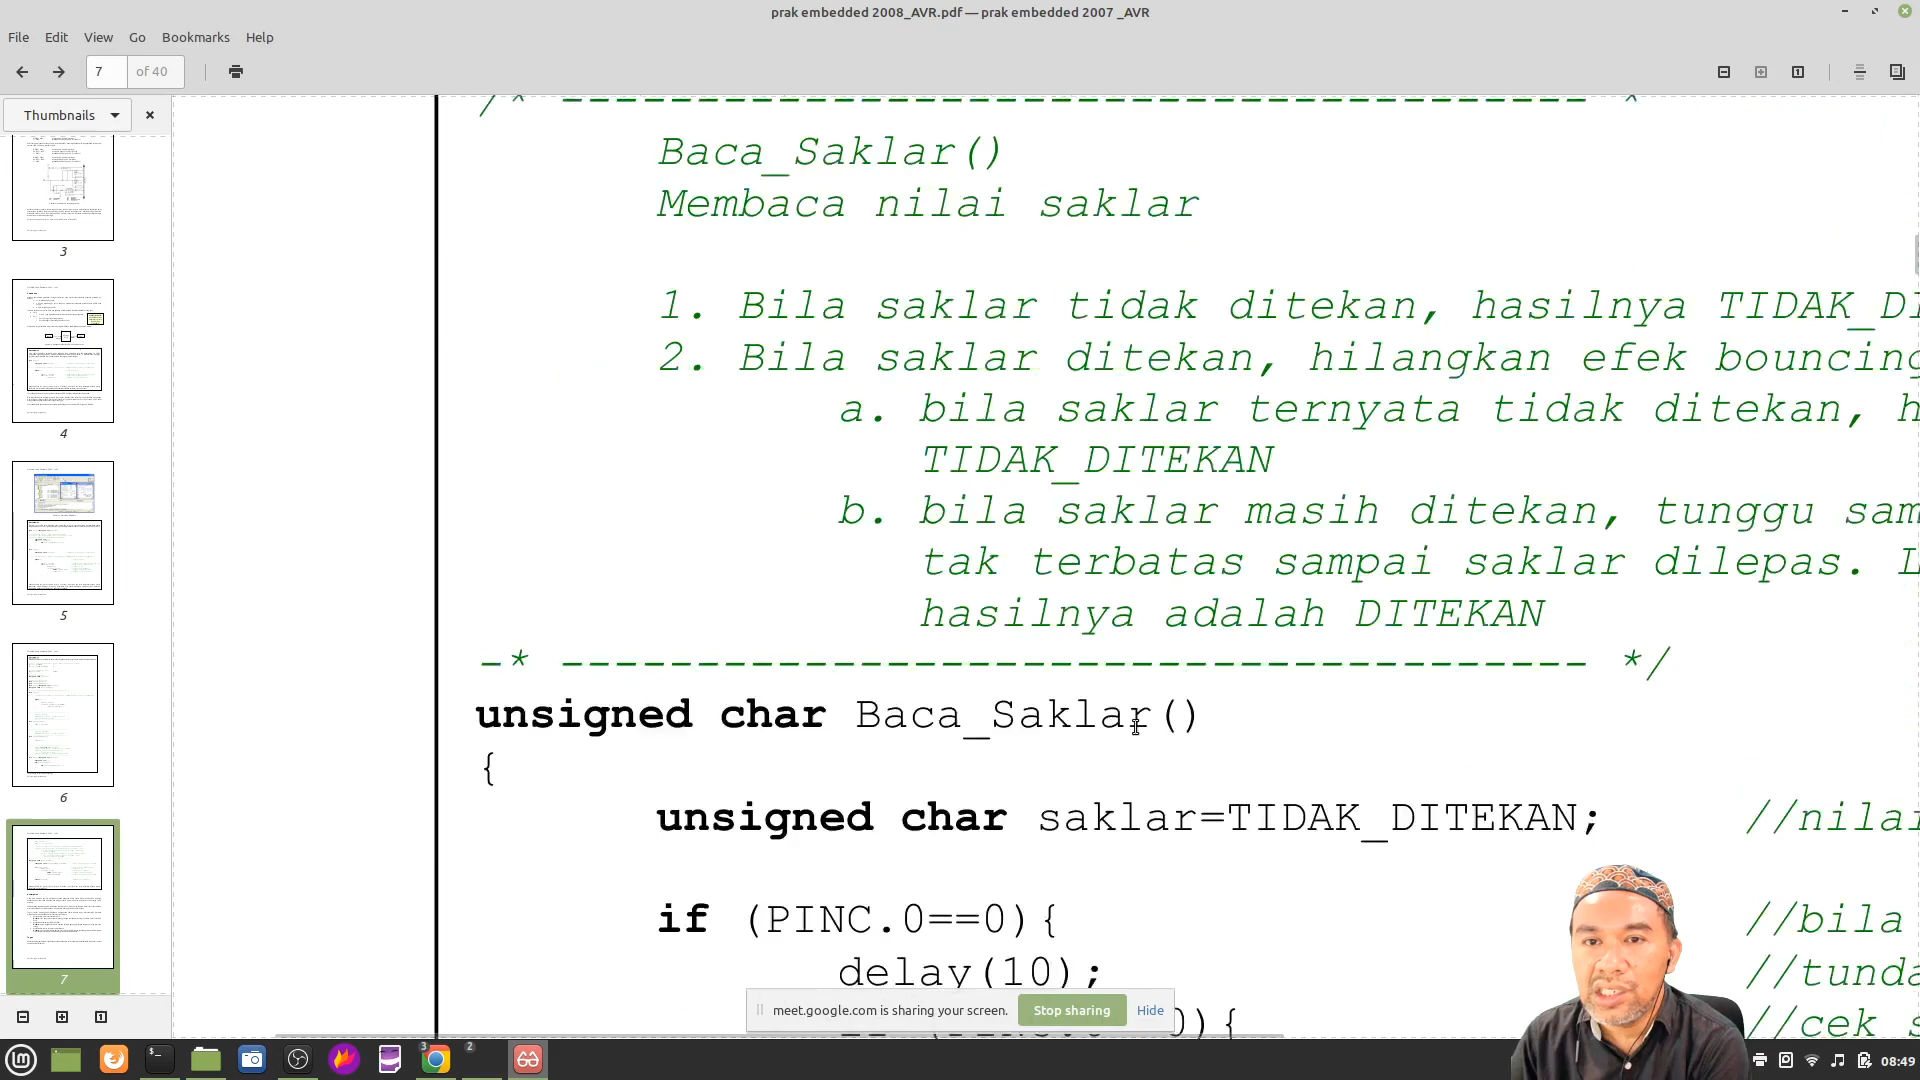 prak embedded 2008_AVR.pdf — prak embedded 2007 _AVR
File Edit View Go Bookmarks Help
7 of 40
Thumbnails
3
4
5
6
7
Baca_Saklar()
Membaca nilai saklar
1. Bila saklar tidak ditekan, hasilnya TIDAK_DI
2. Bila saklar ditekan, hilangkan efek bouncing
a. bila saklar ternyata tidak ditekan, h
TIDAK_DITEKAN
b. bila saklar masih ditekan, tunggu sam
tak terbatas sampai saklar dilepas.
hasilnya adalah DITEKAN
-* -------------------------------------- */
unsigned char Baca_Saklar()
{
unsigned char saklar=TIDAK_DITEKAN; //nilai
if (PINC.0==0){ //bila
delay(10); //tunda
0){ //cek s
meet.google.com is sharing your screen. Stop sharing Hide
3 2
08:49